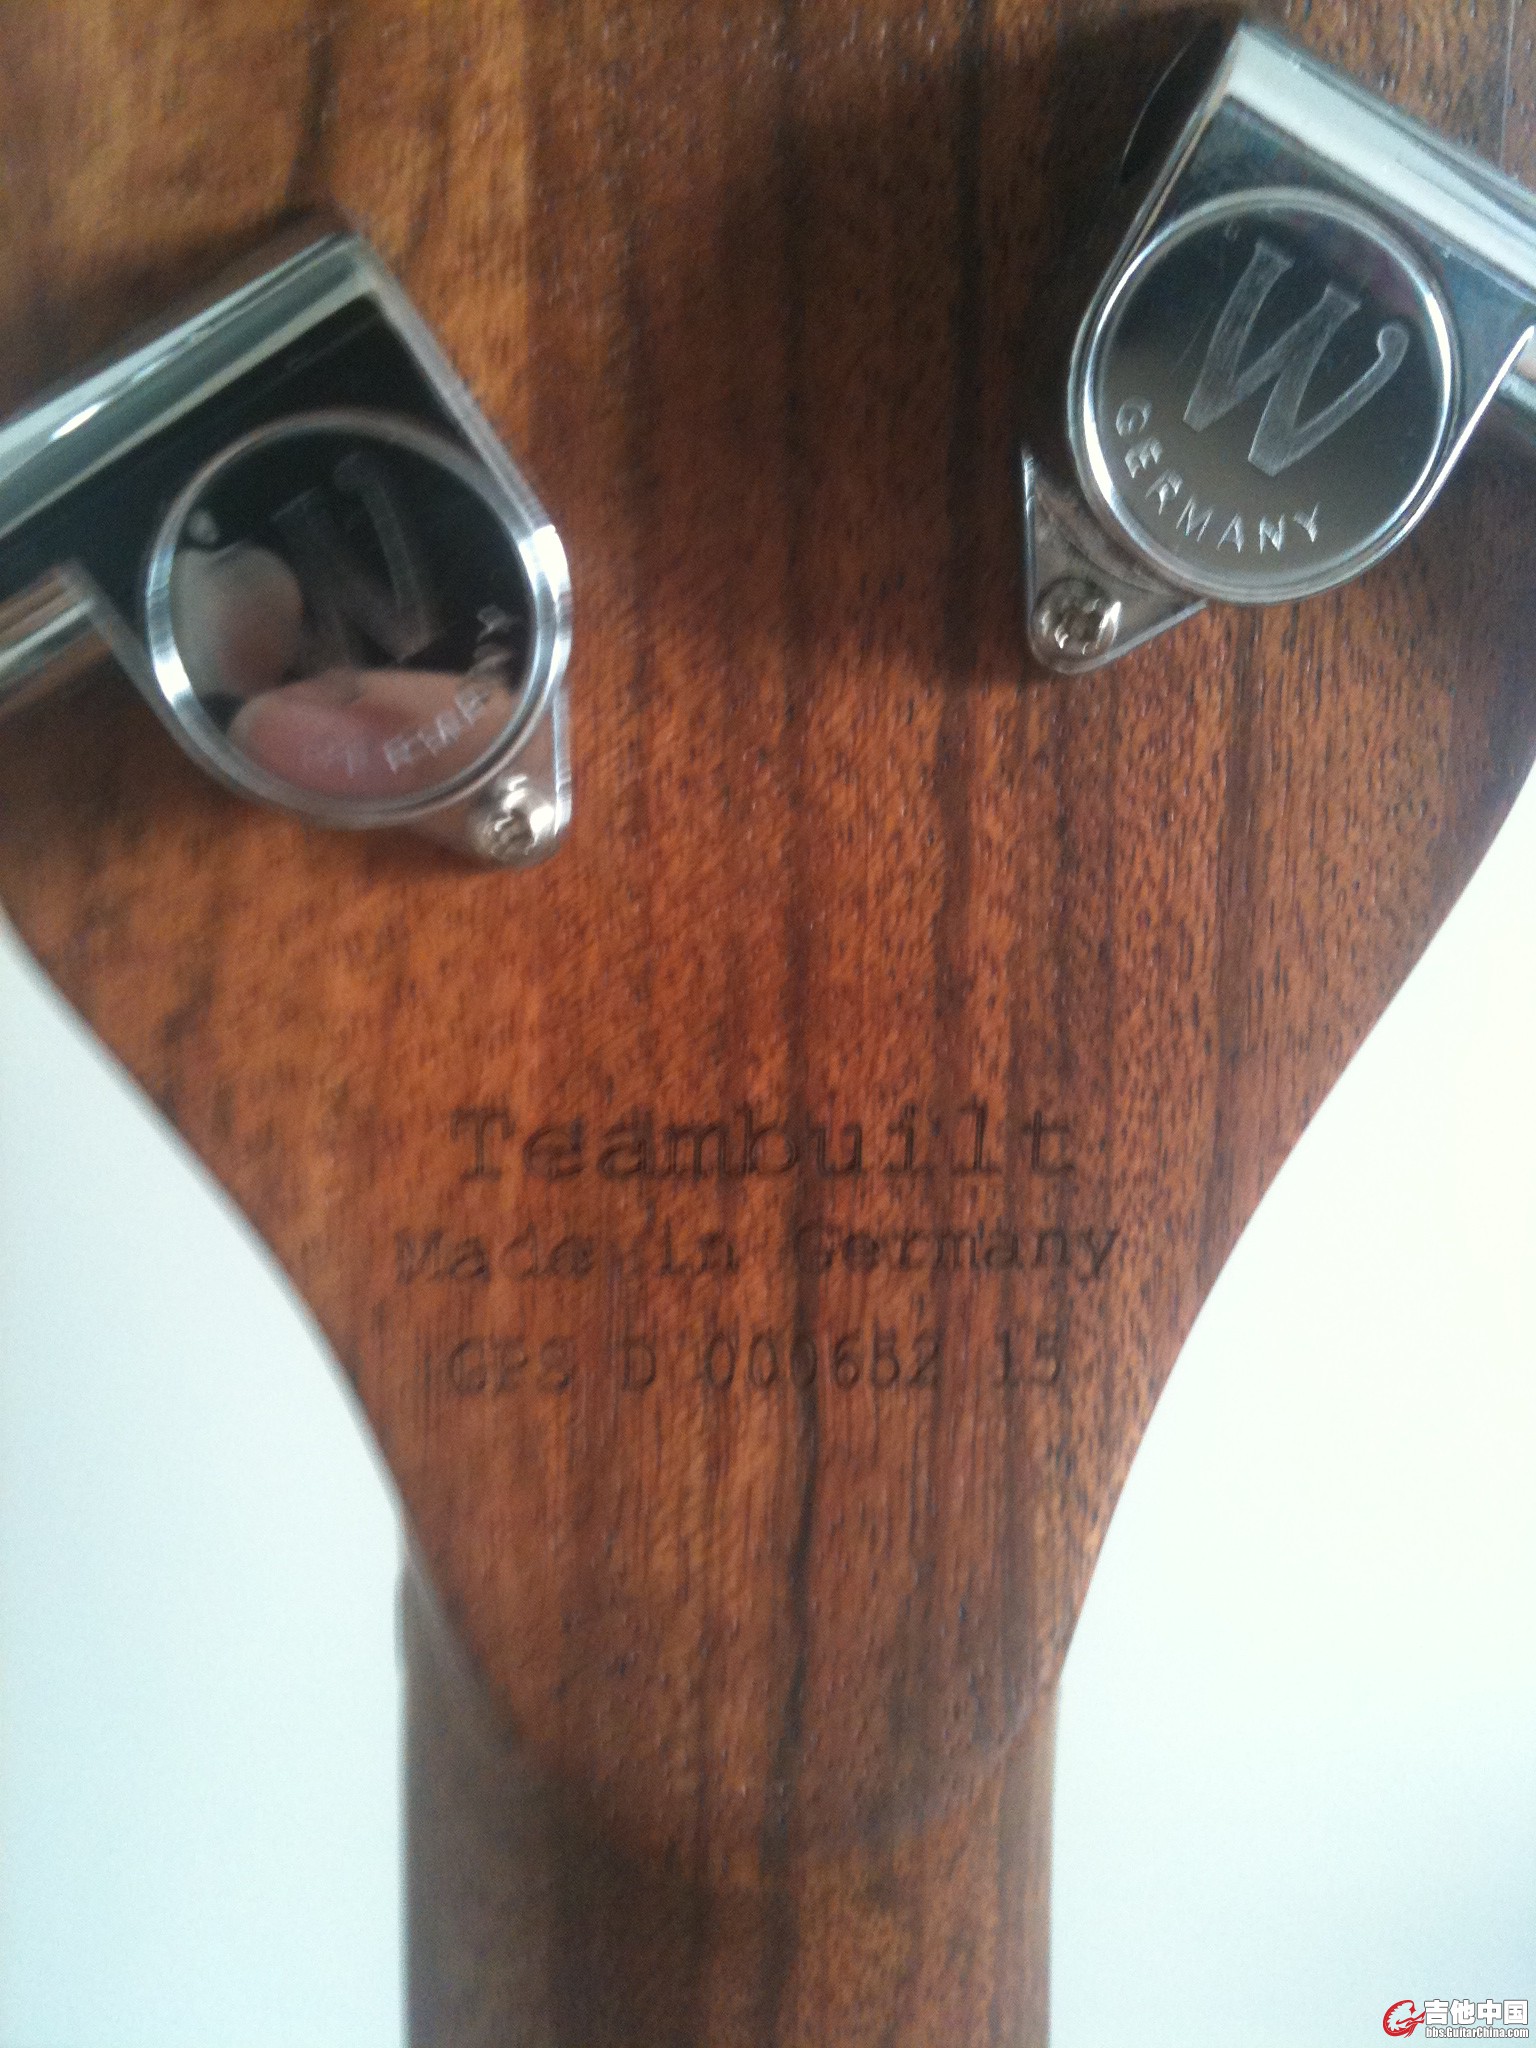 W
GERMANY
W
Teambuilt
Made in Germany
GPS D 000652 15
吉他中国
bbs.GuitarChina.com